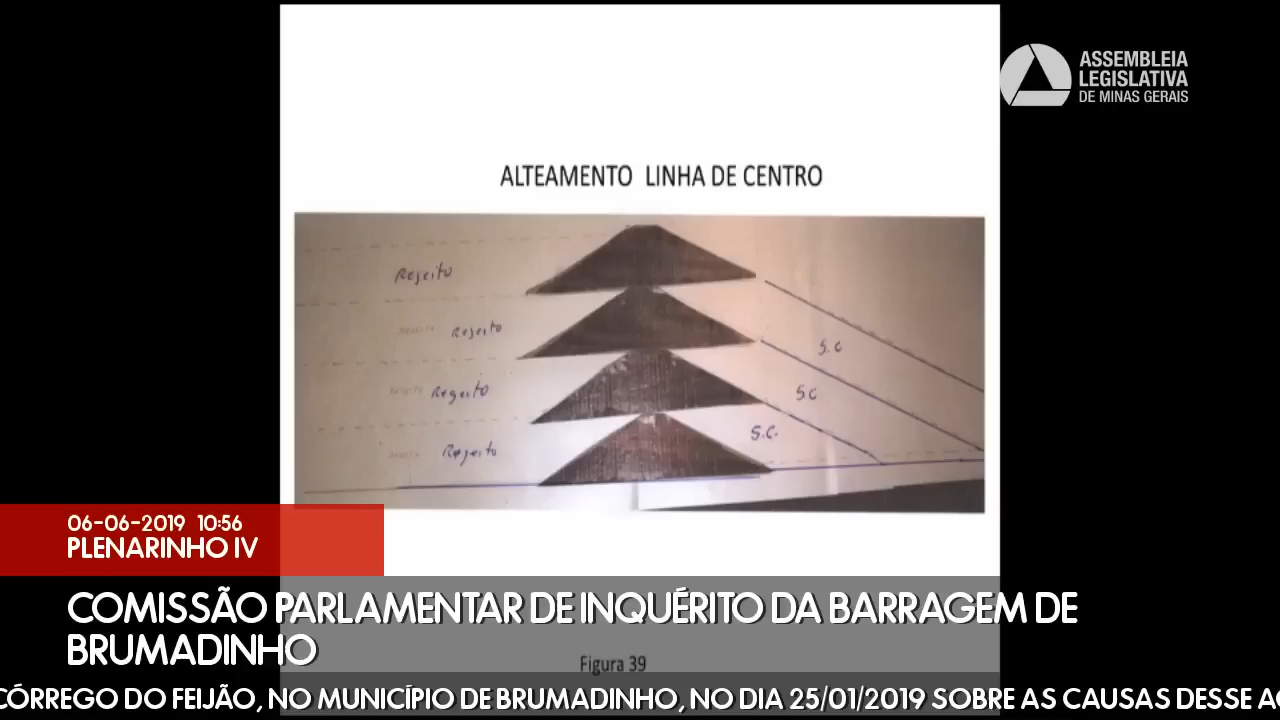 ASSEMBLEIA
LEGISLATIVA
DE MINAS GERAIS
ALTEAMENTO LINHA DE CENTRO
Rejeito
Rejeito
S.C
Rejeito
S C
S.C.
Rejeito
06-06-2019 10:56
PLENARINHO IV
COMISSÃO PARLAMENTAR DE INQUÉRITO DA BARRAGEM DE
BRUMADINHO
Figura 39
CÓRREGO DO FEIJÃO, NO MUNICÍPIO DE BRUMADINHO, NO DIA 25/01/2019 SOBRE AS CAUSAS DESSE